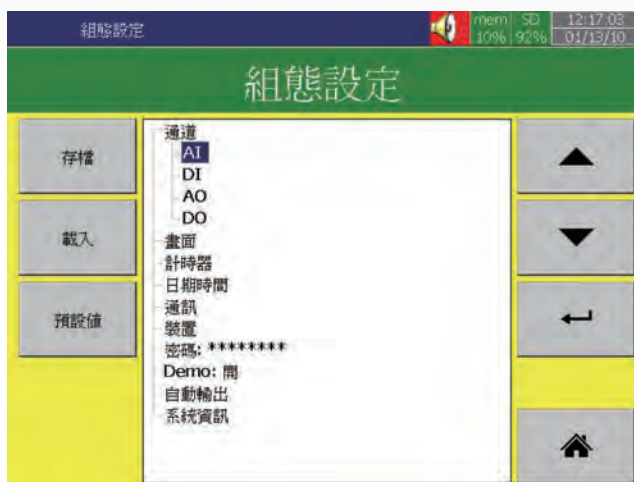 組態設定
mem 10%
SD 92%
12:17:03
01/13/10
組態設定
存檔
載入
預設值
通道
AI
DI
AO
DO
畫面
計時器
日期時間
通訊
裝置
密碼: ********
Demo: 開
自動輸出
系統資訊